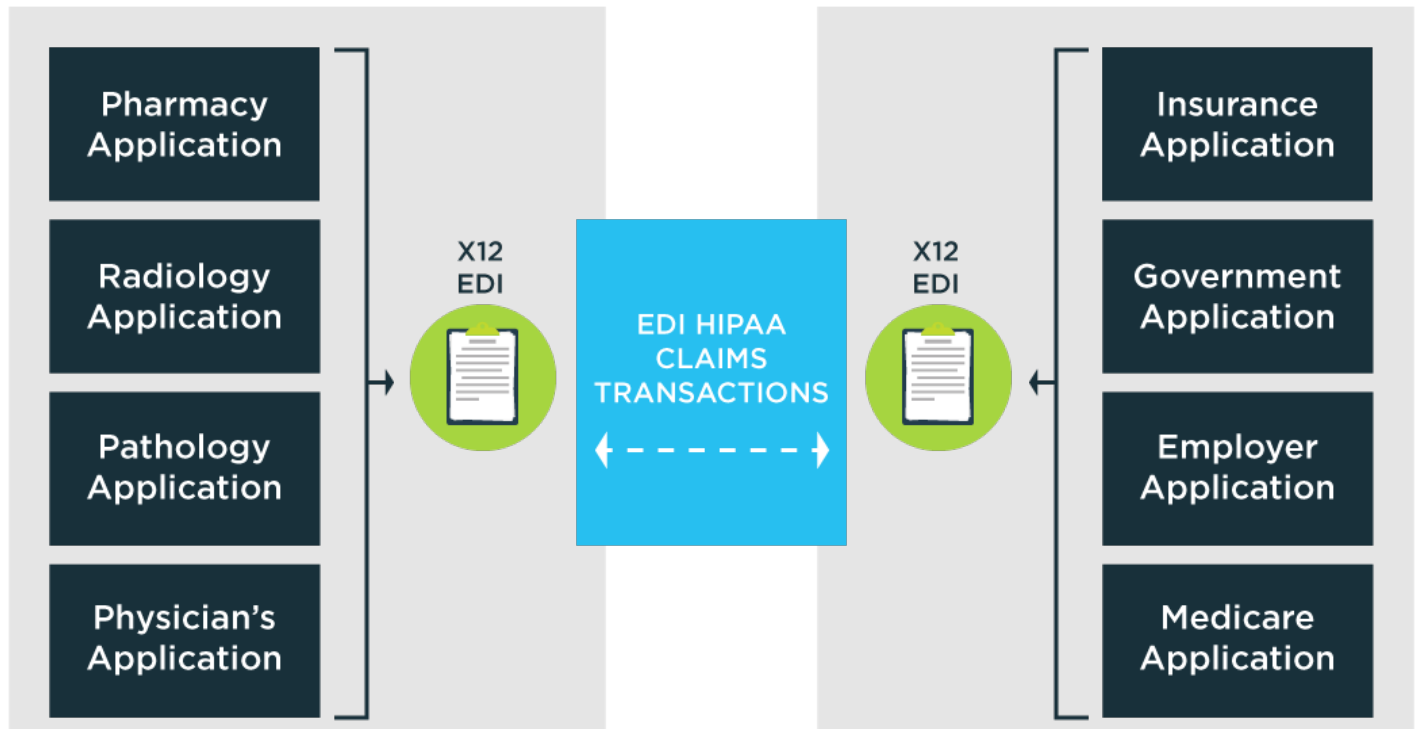 Pharmacy
Application
Radiology
Application
Pathology
Application
Physician’s
Application
X12
EDI
EDI HIPAA
CLAIMS
TRANSACTIONS
X12
EDI
Insurance
Application
Government
Application
Employer
Application
Medicare
Application